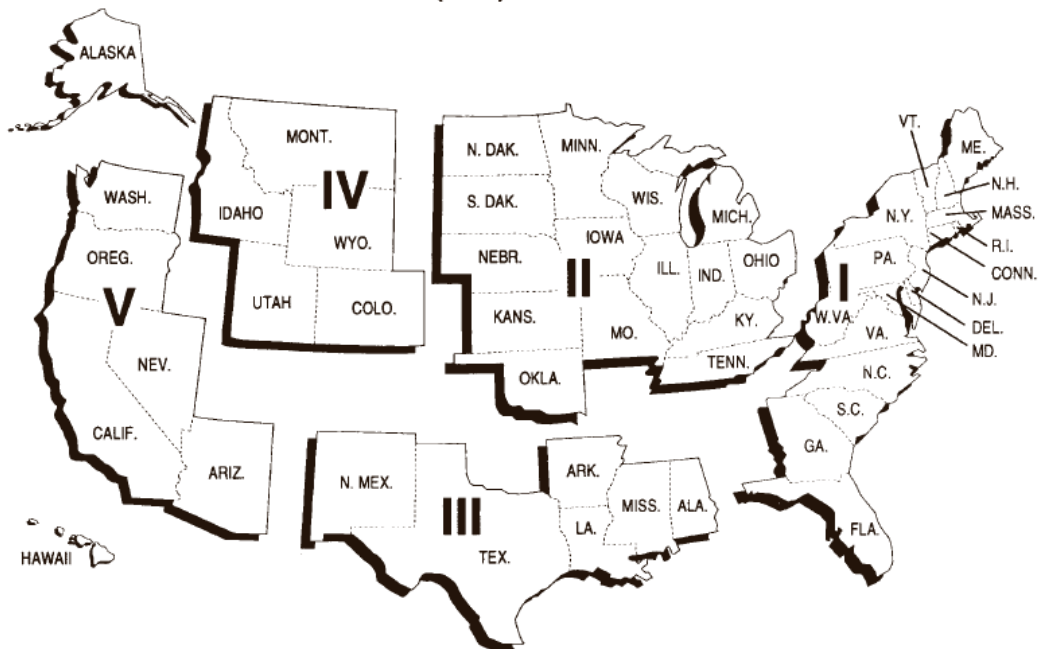 ALASKA
MONT.
IV
IDAHO
WYO.
UTAH
COLO.
WASH.
OREG.
V
NEV.
CALIF.
ARIZ.
HAWAII
N. DAK.
MINN.
S. DAK.
WIS.
MICH.
NEBR.
IOWA
II
ILL.
IND.
OHIO
KANS.
MO.
KY.
OKLA.
TENN.
N. MEX.
III
TEX.
ARK.
LA.
MISS.
ALA.
VT.
ME.
N.H.
MASS.
N.Y.
R.I.
CONN.
PA.
I
N.J.
W.VA.
VA.
DEL.
MD.
N.C.
S.C.
GA.
FLA.